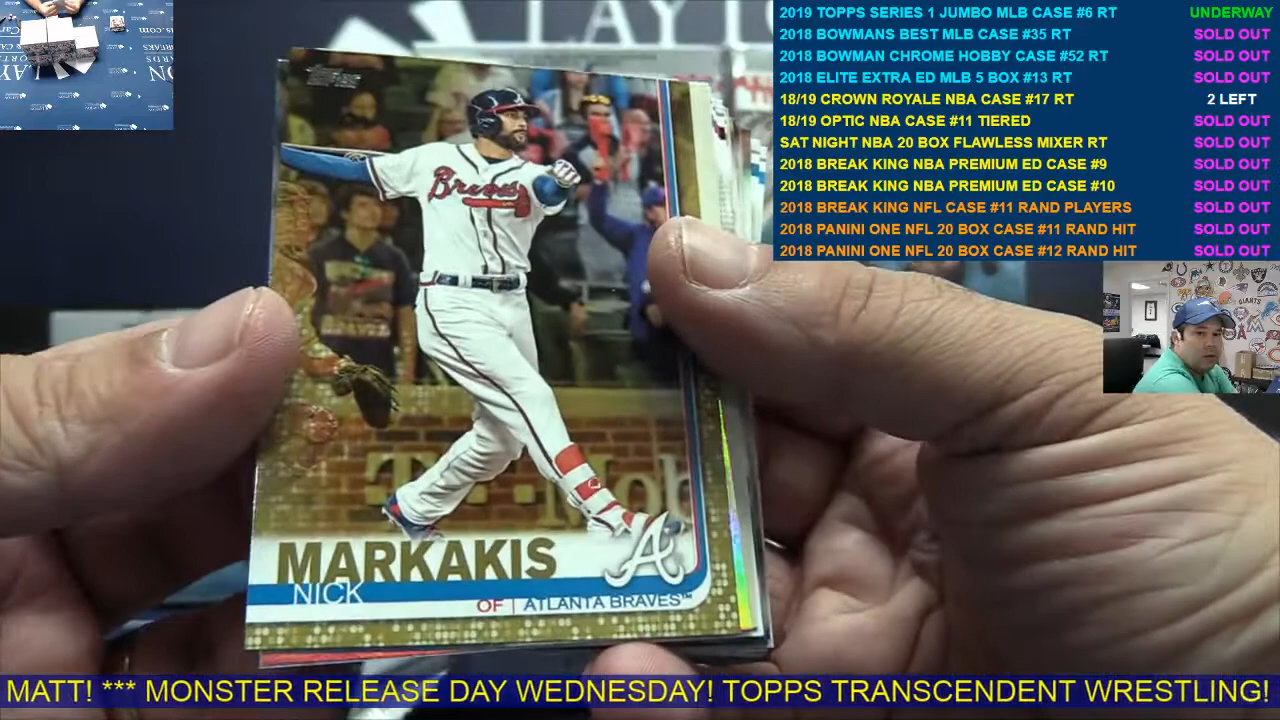 2019 TOPPS SERIES 1 JUMBO MLB CASE #6 RT UNDERWAY
2018 BOWMANS BEST MLB CASE #35 RT SOLD OUT
2018 BOWMAN CHROME HOBBY CASE #52 RT SOLD OUT
2018 ELITE EXTRA ED MLB 5 BOX #13 RT SOLD OUT
18/19 CROWN ROYALE NBA CASE #17 RT 2 LEFT
18/19 OPTIC NBA CASE #11 TIERED SOLD OUT
SAT NIGHT NBA 20 BOX FLAWLESS MIXER RT SOLD OUT
2018 BREAK KING NBA PREMIUM ED CASE #9 SOLD OUT
2018 BREAK KING NBA PREMIUM ED CASE #10 SOLD OUT
2018 BREAK KING NFL CASE #11 RAND PLAYERS SOLD OUT
2018 PANINI ONE NFL 20 BOX CASE #11 RAND HIT SOLD OUT
2018 PANINI ONE NFL 20 BOX CASE #12 RAND HIT SOLD OUT
LAYTON
Topps
Braves
GIANTS
BRAVES
MARKAKIS
NICK
A
OF | ATLANTA BRAVES™
MATT! *** MONSTER RELEASE DAY WEDNESDAY! TOPPS TRANSCENDENT WRESTLING!